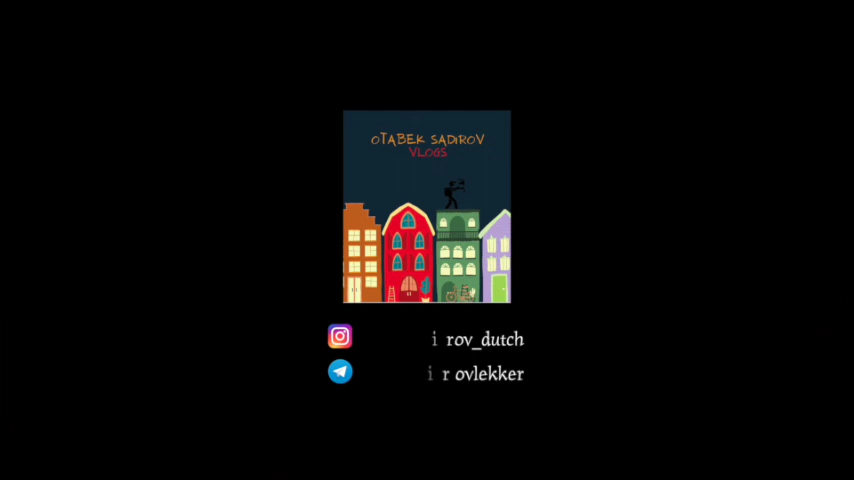 OTABEK SADIROV
VLOGS
i rov_dutch
i r ovlekker